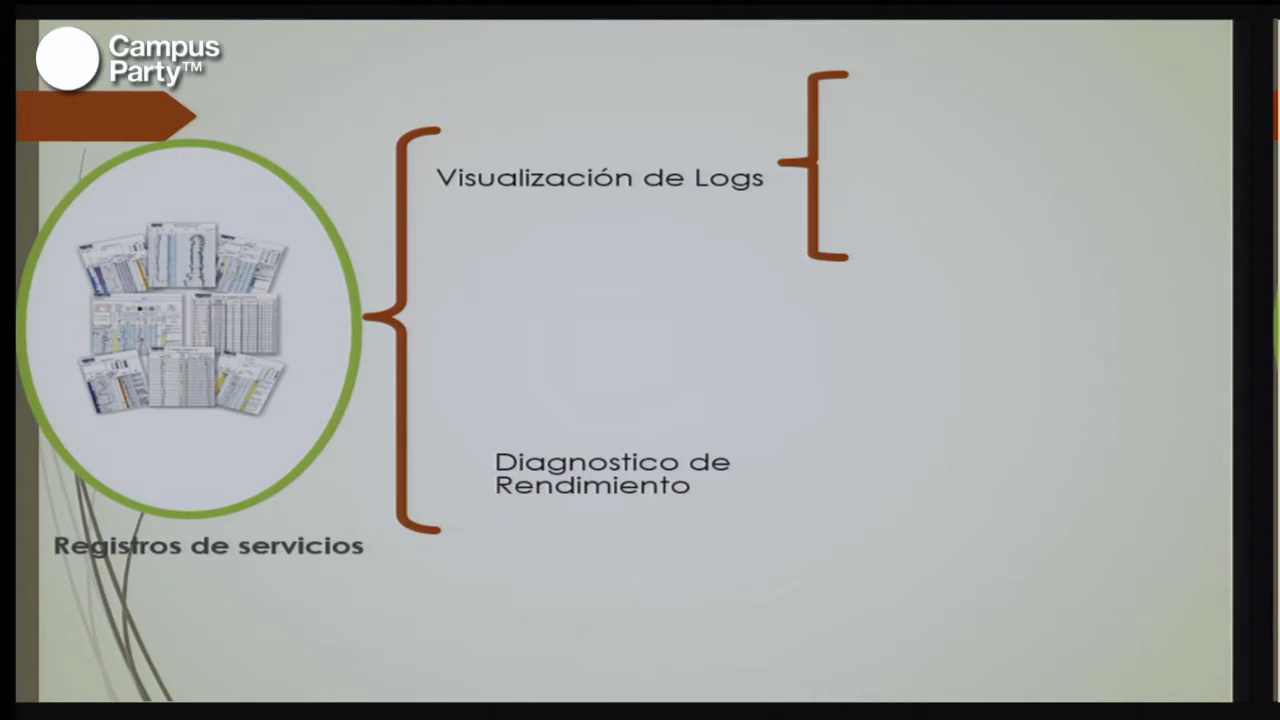 Campus
Party™
Visualización de Logs
Diagnostico de
Rendimiento
Registros de servicios